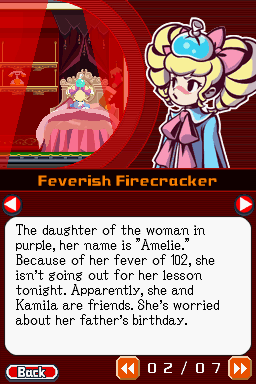 Feverish Firecracker
The daughter of the woman in
purple, her name is "Amelie."
Because of her fever of 102, she
isn't going out for her lesson
tonight. Apparently, she and
Kamila are friends. She's worried
about her father's birthday.
Back
02/07